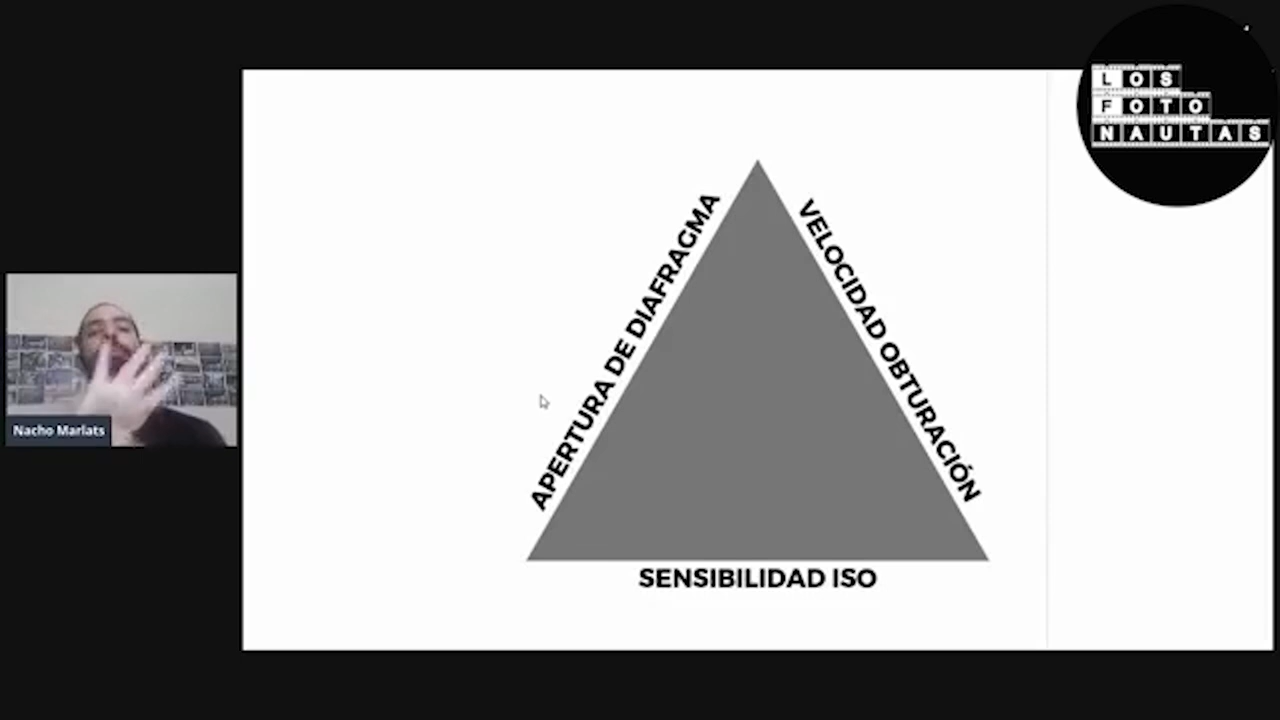 LOS
FOTO
NAUTAS
APERTURA DE DIAFRAGMA
VELOCIDAD OBTURACIÓN
SENSIBILIDAD ISO
Nacho Marlats